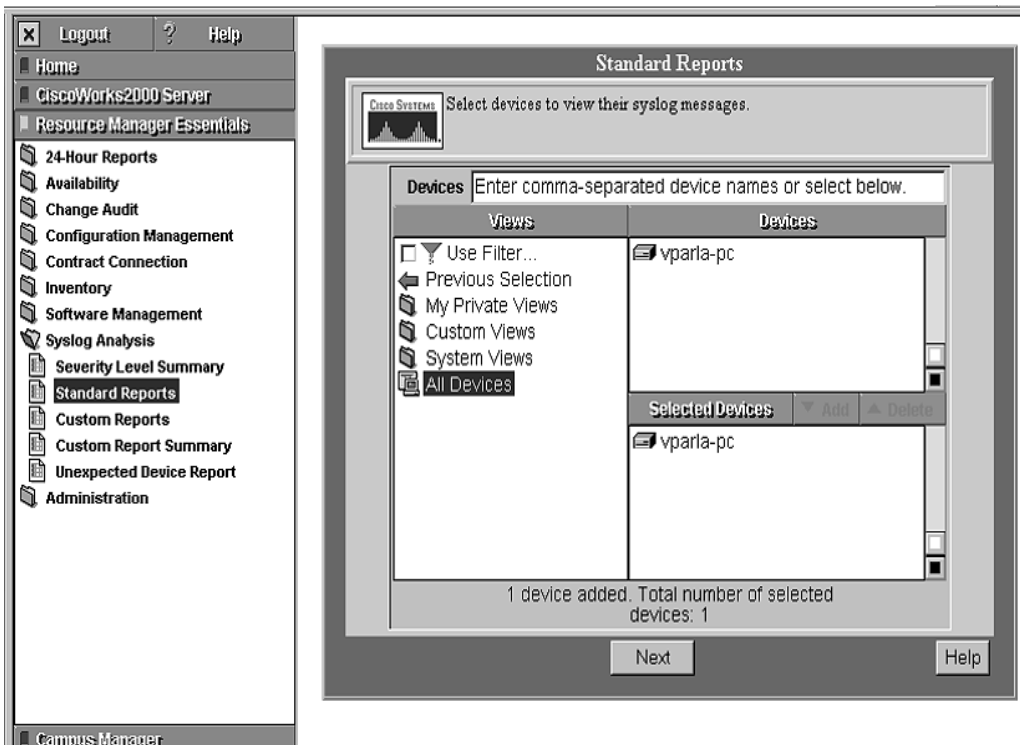 Logout
? Help
Home
CiscoWorks2000 Server
Resource Manager Essentials
24-Hour Reports
Availability
Change Audit
Configuration Management
Contract Connection
Inventory
Software Management
Syslog Analysis
Severity Level Summary
Standard Reports
Custom Reports
Custom Report Summary
Unexpected Device Report
Administration
Campus Manager
Standard Reports
CISCO SYSTEMS
Select devices to view their syslog messages.
Devices Enter comma-separated device names or select below.
Views
Use Filter...
Previous Selection
My Private Views
Custom Views
System Views
All Devices
Devices
vparla-pc
Selected Devices Add Delete
vparla-pc
1 device added. Total number of selected
devices: 1
Next
Help